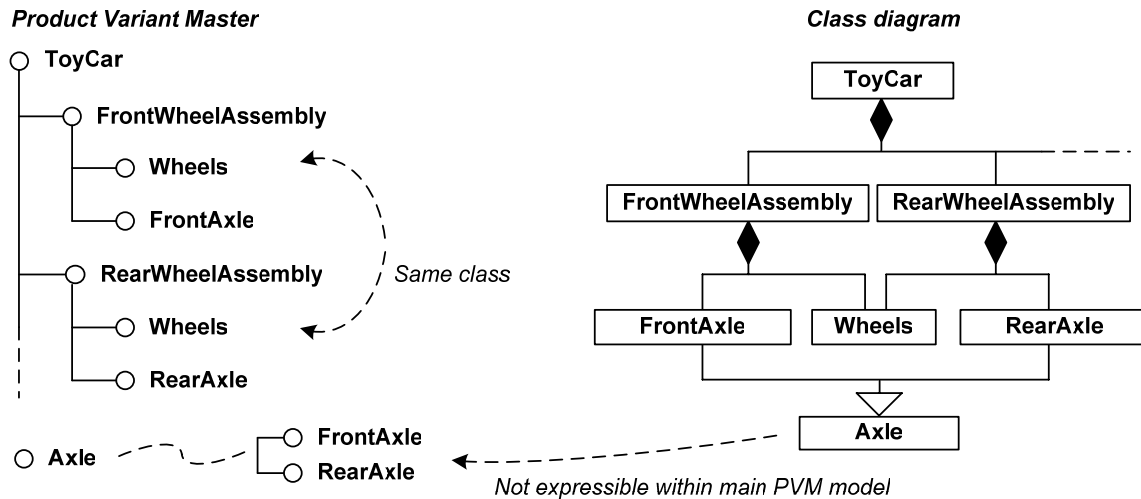 Product Variant Master
ToyCar
FrontWheelAssembly
Wheels
FrontAxle
RearWheelAssembly
Wheels
RearAxle
Same class
Axle
FrontAxle
RearAxle
Class diagram
ToyCar
FrontWheelAssembly
RearWheelAssembly
FrontAxle
Wheels
RearAxle
Axle
Not expressible within main PVM model